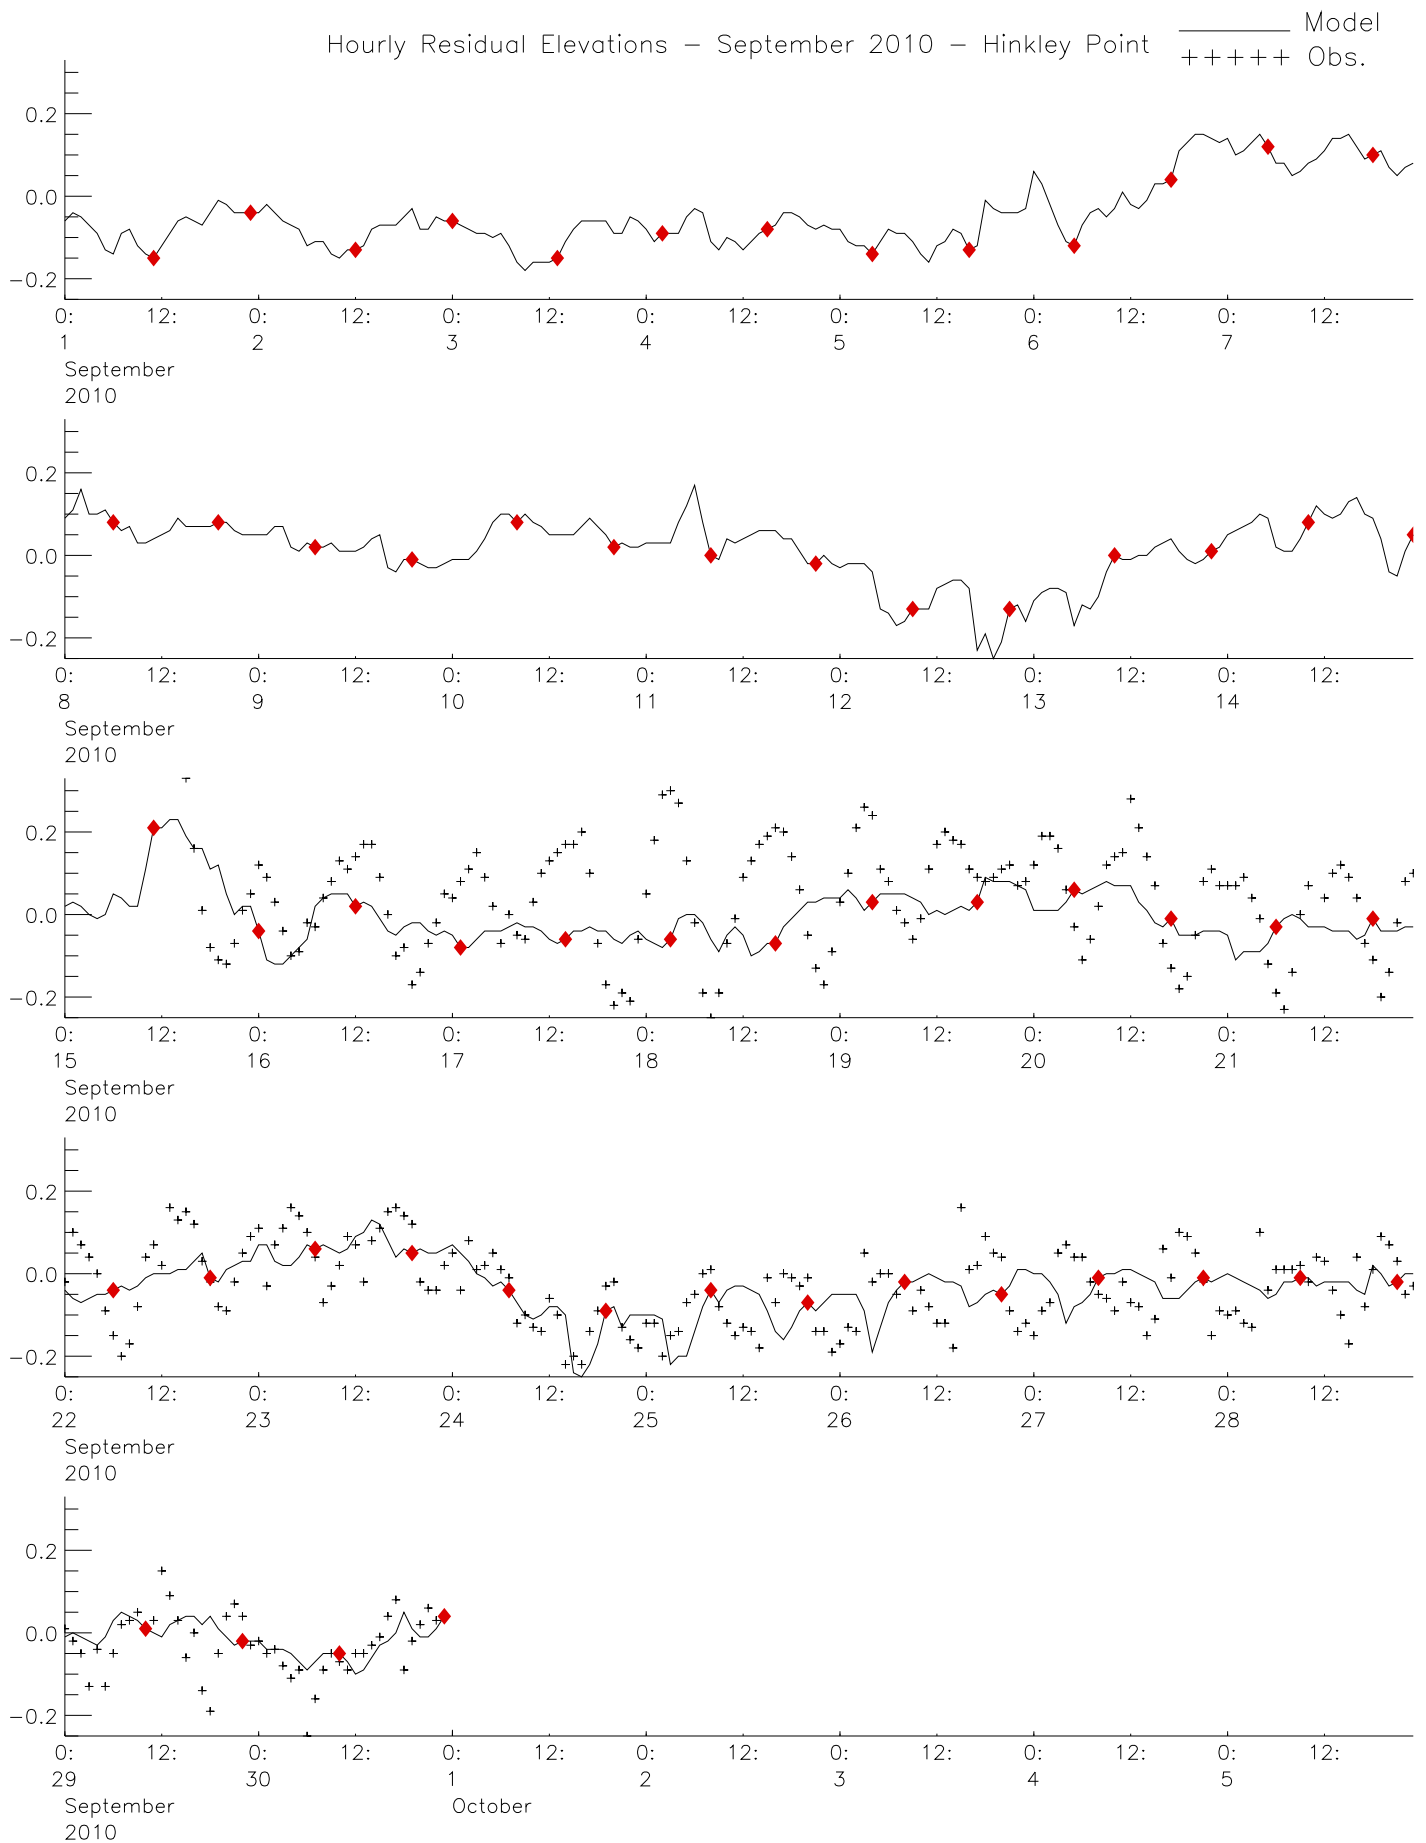 Hourly Residual Elevations – September 2010 – Hinkley Point
Model
+++++ Obs.
0.2
0.0
−0.2
0: 12: 0: 12: 0: 12: 0: 12: 0: 12: 0: 12: 0: 12:
1 2 3 4 5 6 7
September
2010
0.2
0.0
−0.2
0: 12: 0: 12: 0: 12: 0: 12: 0: 12: 0: 12: 0: 12:
8 9 10 11 12 13 14
September
2010
0.2
0.0
−0.2
0: 12: 0: 12: 0: 12: 0: 12: 0: 12: 0: 12: 0: 12:
15 16 17 18 19 20 21
September
2010
0.2
0.0
−0.2
0: 12: 0: 12: 0: 12: 0: 12: 0: 12: 0: 12: 0: 12:
22 23 24 25 26 27 28
September
2010
0.2
0.0
−0.2
0: 12: 0: 12: 0: 12: 0: 12: 0: 12: 0: 12: 0: 12:
29 30 1 2 3 4 5
September October
2010